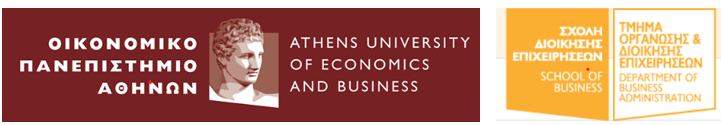 ΟΙΚΟΝΟΜΙΚΟ
ΠΑΝΕΠΙΣΤΗΜΙΟ
ΑΘΗΝΩΝ
ATHENS UNIVERSITY
OF ECONOMICS
AND BUSINESS
ΣΧΟΛΗ
ΔΙΟΙΚΗΣΗΣ
ΕΠΙΧΕΙΡΗΣΕΩΝ
SCHOOL OF
BUSINESS
ΤΜΗΜΑ
ΟΡΓΑΝΩΣΗΣ &
ΔΙΟΙΚΗΣΗΣ
ΕΠΙΧΕΙΡΗΣΕΩΝ
DEPARTMENT OF
BUSINESS
ADMINISTRATION